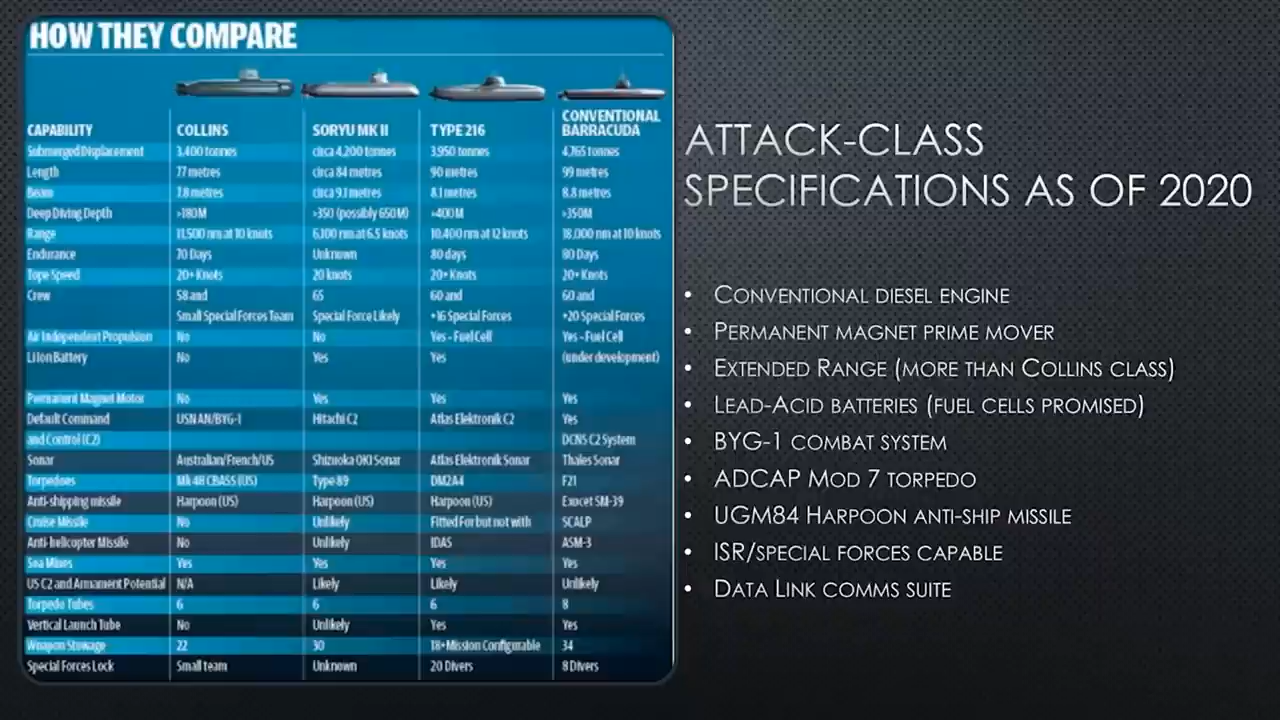 HOW THEY COMPARE
CAPABILITY COLLINS SORYU MK II TYPE 216 CONVENTIONAL BARRACUDA
Submerged Displacement 3,400 tonnes circa 4,200 tonnes 3,950 tonnes 4,765 tonnes
Length 77 metres circa 84 metres 90 metres 99 metres
Beam 7.8 metres circa 9.1 metres 8.1 metres 8.8 metres
Deep Diving Depth >180M >350 (possibly 650M) >400M >350M
Range 11,500 nm at 10 knots 6,100 nm at 6.5 knots 10,400 nm at 12 knots 18,000 nm at 10 knots
Endurance 70 Days Unknown 80 days 80 Days
Tope Speed 20+ Knots 20 knots 20+ Knots 20+ Knots
Crew 58 and 65 60 and 60 and
Small Special Forces Team Special Force Likely +16 Special Forces +20 Special Forces
Air Independent Propulsion No No Yes - Fuel Cell Yes - Fuel Cell
Li Ion Battery No Yes Yes (under development)
Permanent Magnet Motor No Yes Yes Yes
Default Command USN AN/BYG-1 Hitachi C2 Atlas Elektronik C2 Yes
and Control (C2) DCNS C2 System
Sonar Australian/French/US Shizuoka OKI Sonar Atlas Elektronik Sonar Thales Sonar
Torpedoes Mk 48 CBASS (US) Type 89 DM2A4 F21
Anti-shipping missile Harpoon (US) Harpoon (US) Harpoon (US) Exocet SM-39
Cruise Missile No Unlikely Fitted For but not with SCALP
Anti-helicopter Missile No Unlikely IDAS ASM-3
Sea Mines Yes Yes Yes Yes
US C2 and Armament Potential N/A Likely Likely Unlikely
Torpedo Tubes 6 6 6 8
Vertical Launch Tube No Unlikely Yes Yes
Weapon Stowage 22 30 18+Mission Configurable 34
Special Forces Lock Small team Unknown 20 Divers 8 Divers
ATTACK-CLASS
SPECIFICATIONS AS OF 2020
• CONVENTIONAL DIESEL ENGINE
• PERMANENT MAGNET PRIME MOVER
• EXTENDED RANGE (MORE THAN COLLINS CLASS)
• LEAD-ACID BATTERIES (FUEL CELLS PROMISED)
• BYG-1 COMBAT SYSTEM
• ADCAP MOD 7 TORPEDO
• UGM84 HARPOON ANTI-SHIP MISSILE
• ISR/SPECIAL FORCES CAPABLE
• DATA LINK COMMS SUITE